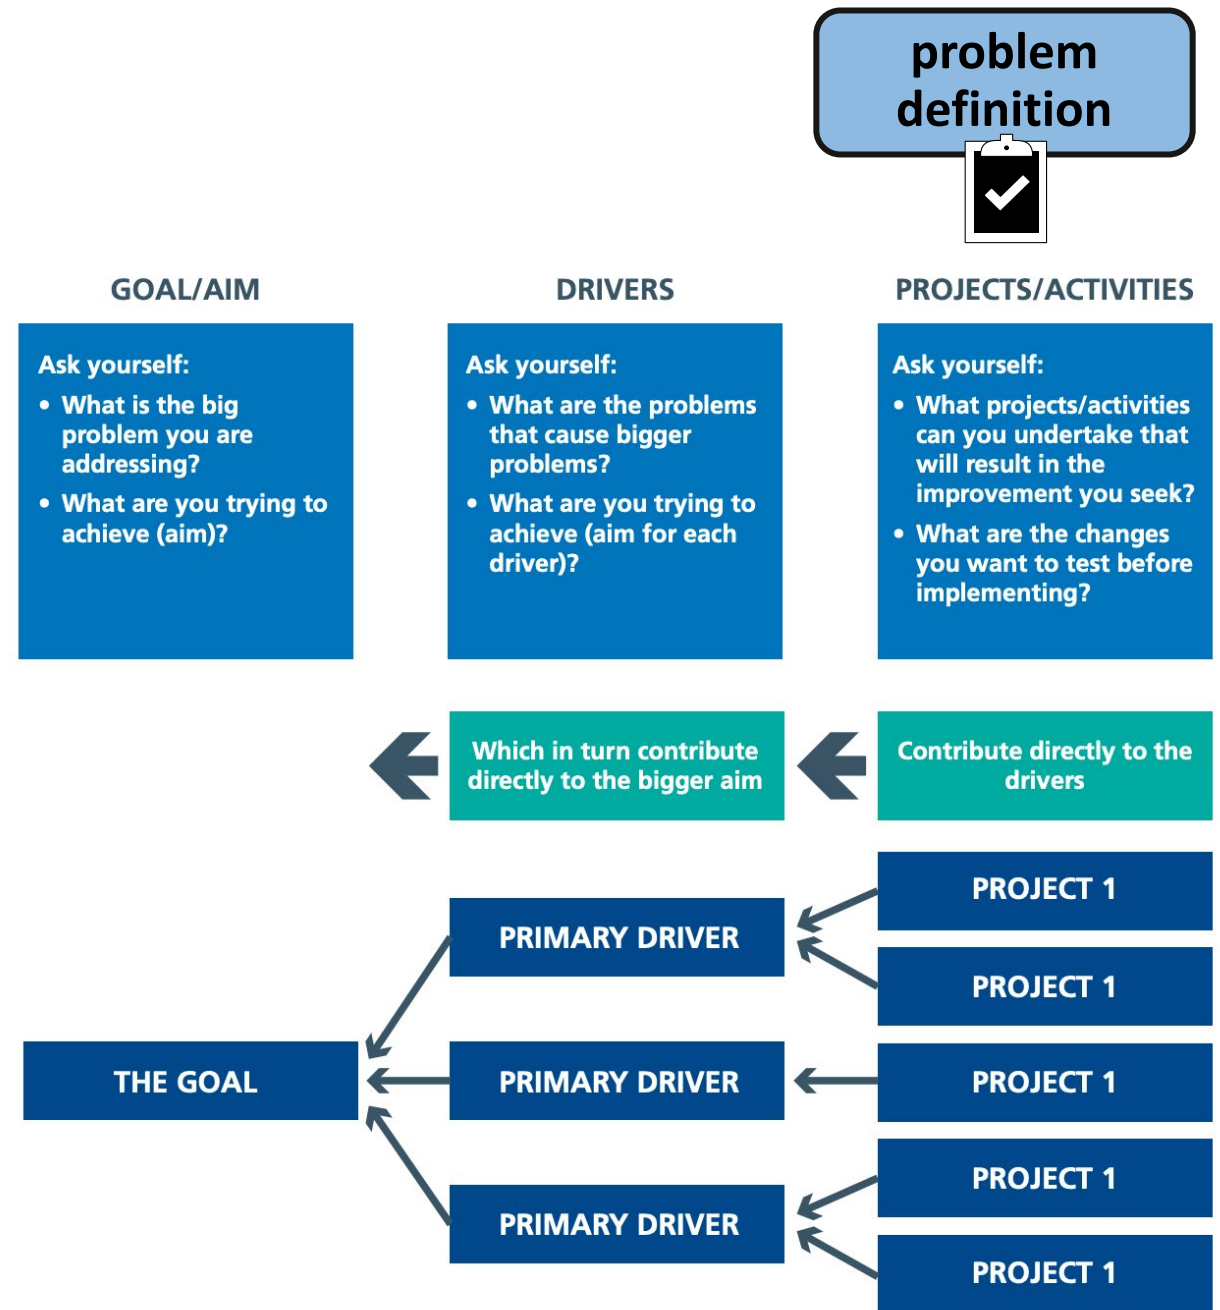 problem
definition
GOAL/AIM
Ask yourself:
• What is the big
problem you are
addressing?
• What are you trying to
achieve (aim)?
DRIVERS
Ask yourself:
• What are the problems
that cause bigger
problems?
• What are you trying to
achieve (aim for each
driver)?
PROJECTS/ACTIVITIES
Ask yourself:
• What projects/activities
can you undertake that
will result in the
improvement you seek?
• What are the changes
you want to test before
implementing?
Which in turn contribute
directly to the bigger aim
Contribute directly to the
drivers
THE GOAL
PRIMARY DRIVER
PRIMARY DRIVER
PRIMARY DRIVER
PROJECT 1
PROJECT 1
PROJECT 1
PROJECT 1
PROJECT 1